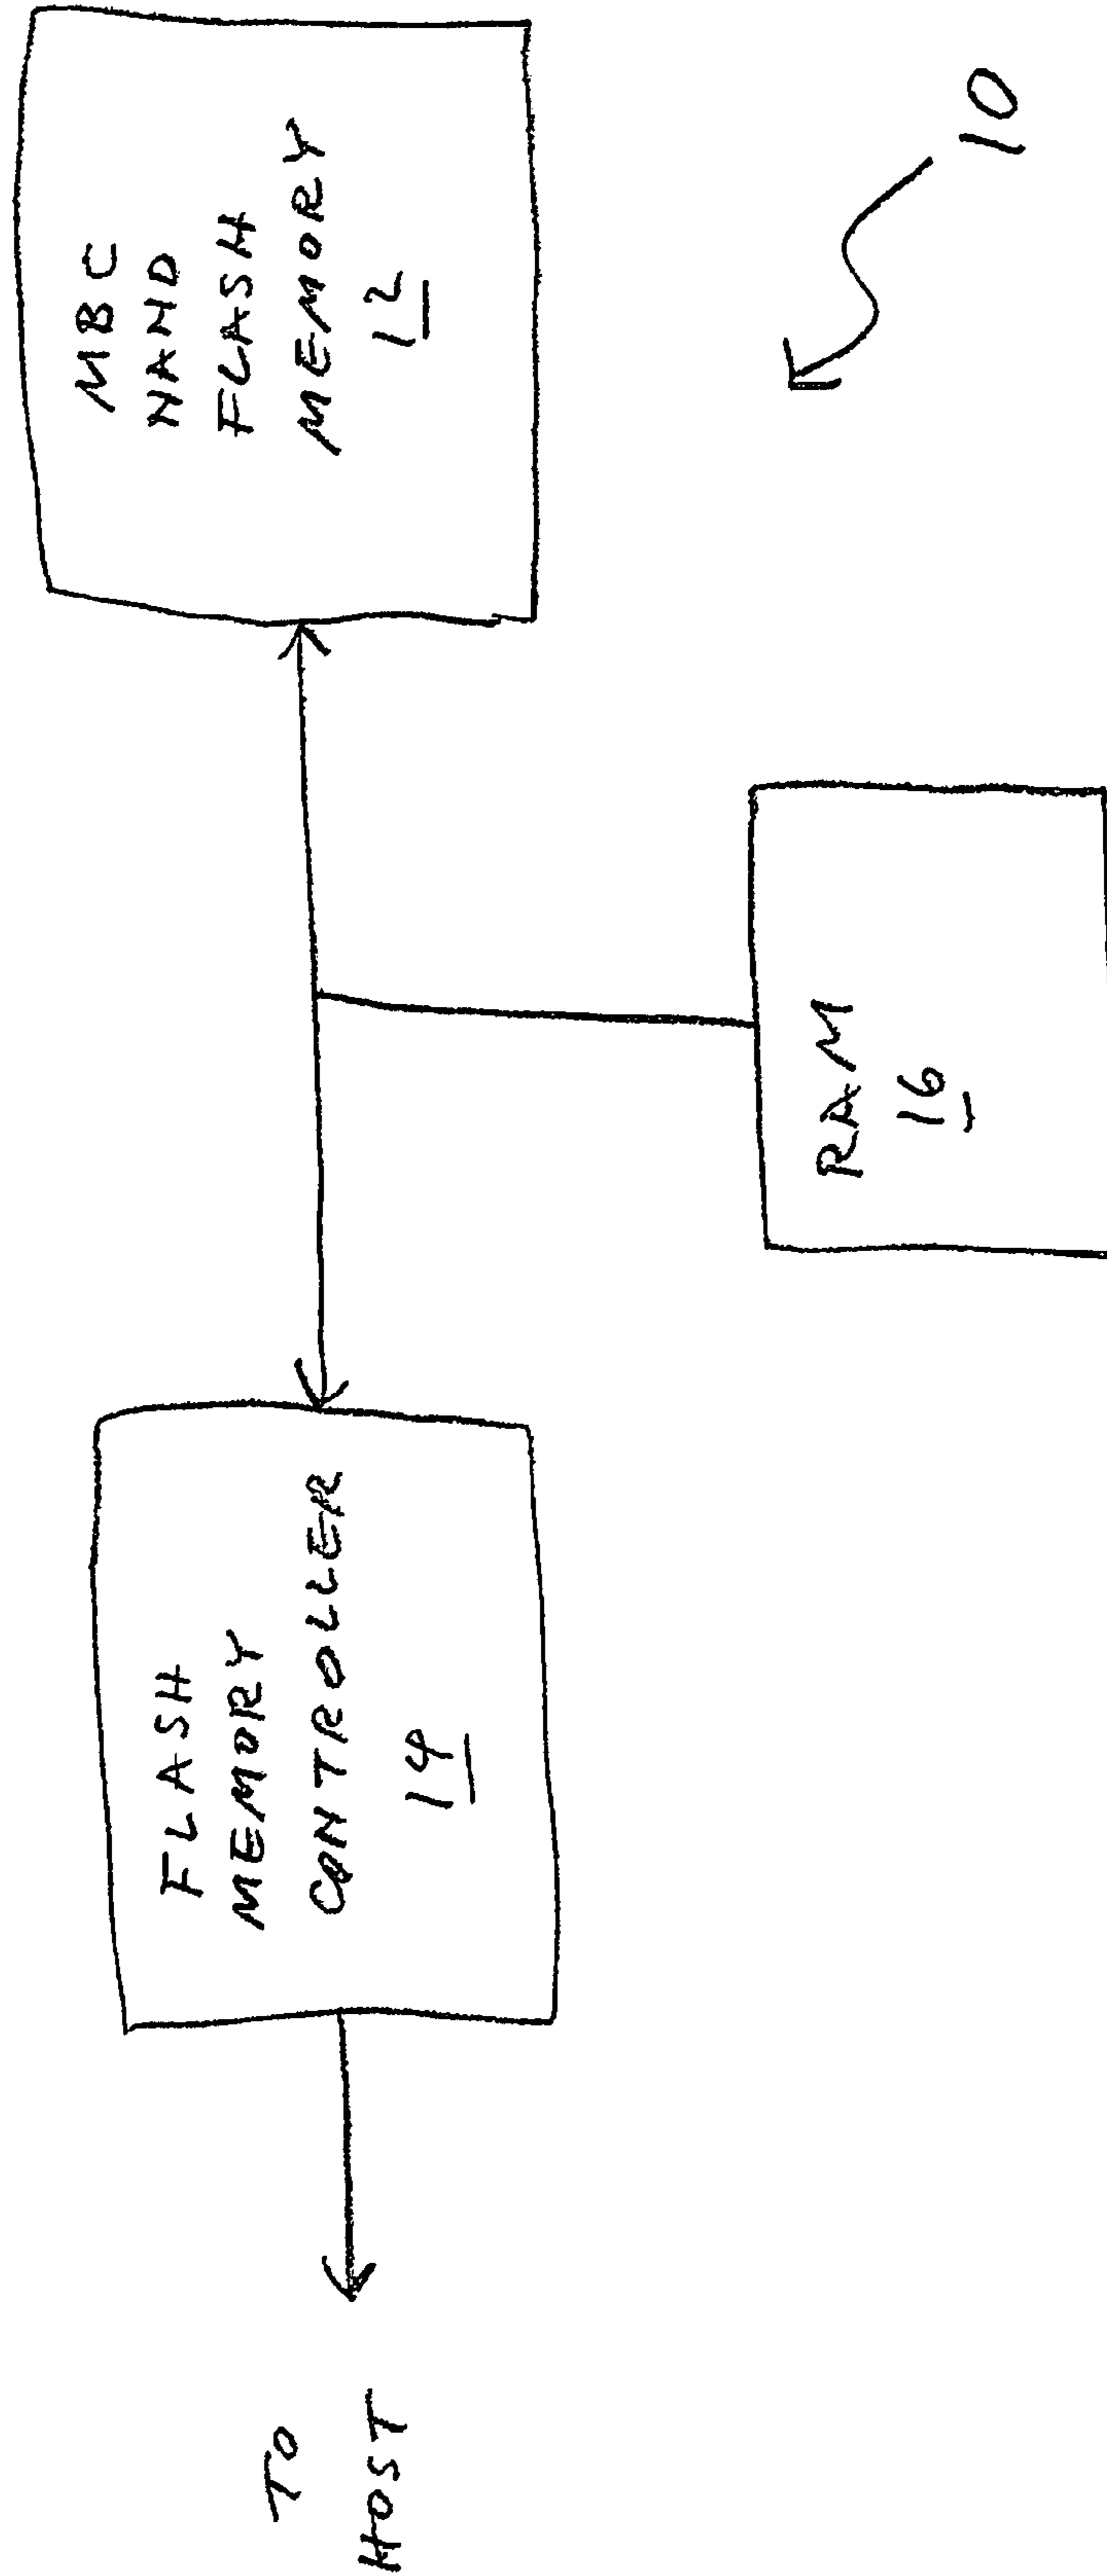 TO
HOST
FLASH
MEMORY
CONTROLLER
14
RAM
16
MBC
NAND
FLASH
MEMORY
12
10